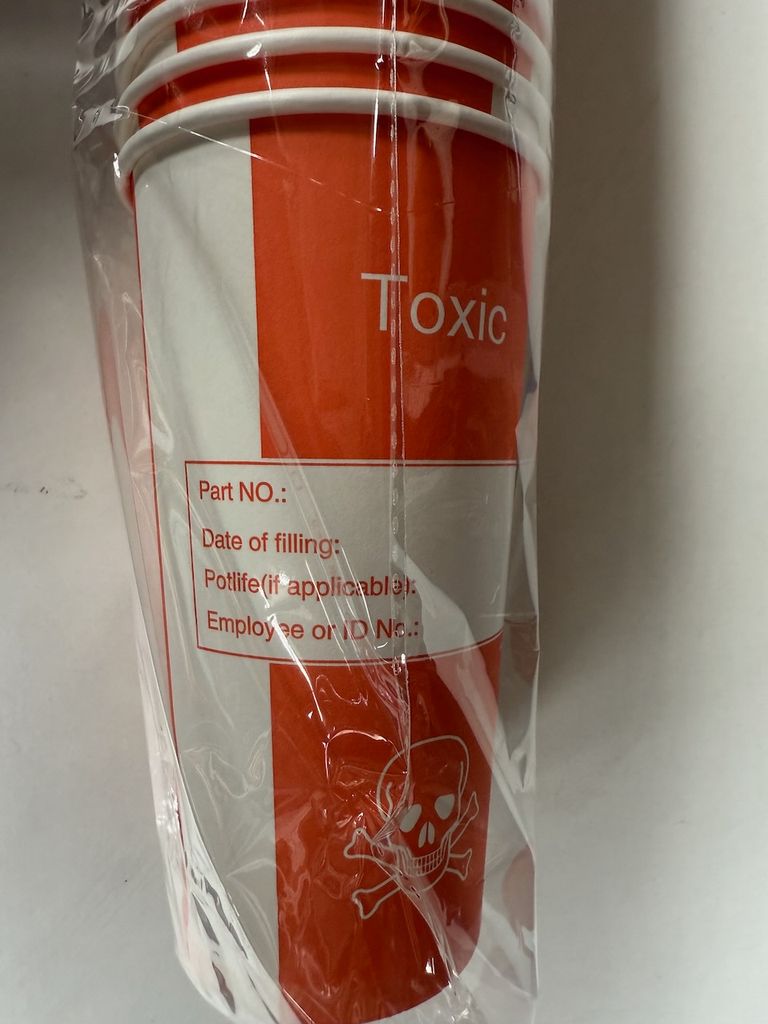 Toxic
Part NO.:
Date of filling:
Potlife(if applicable):
Employee or ID No.: